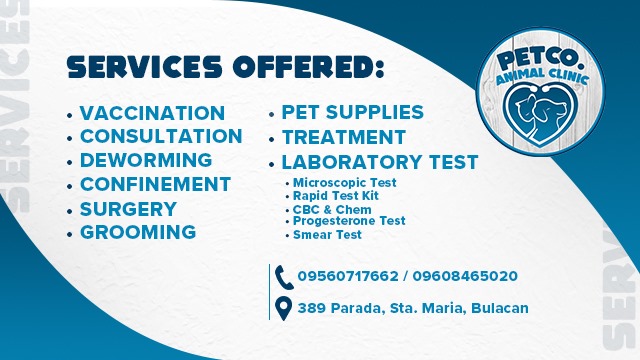 SERVICES
SERVICES OFFERED:
PETCO.
ANIMAL CLINIC
• VACCINATION
• CONSULTATION
• DEWORMING
• CONFINEMENT
• SURGERY
• GROOMING
• PET SUPPLIES
• TREATMENT
• LABORATORY TEST
• Microscopic Test
• Rapid Test Kit
• CBC & Chem
• Progesterone Test
• Smear Test
09560717662 / 09608465020
389 Parada, Sta. Maria, Bulacan
SERV